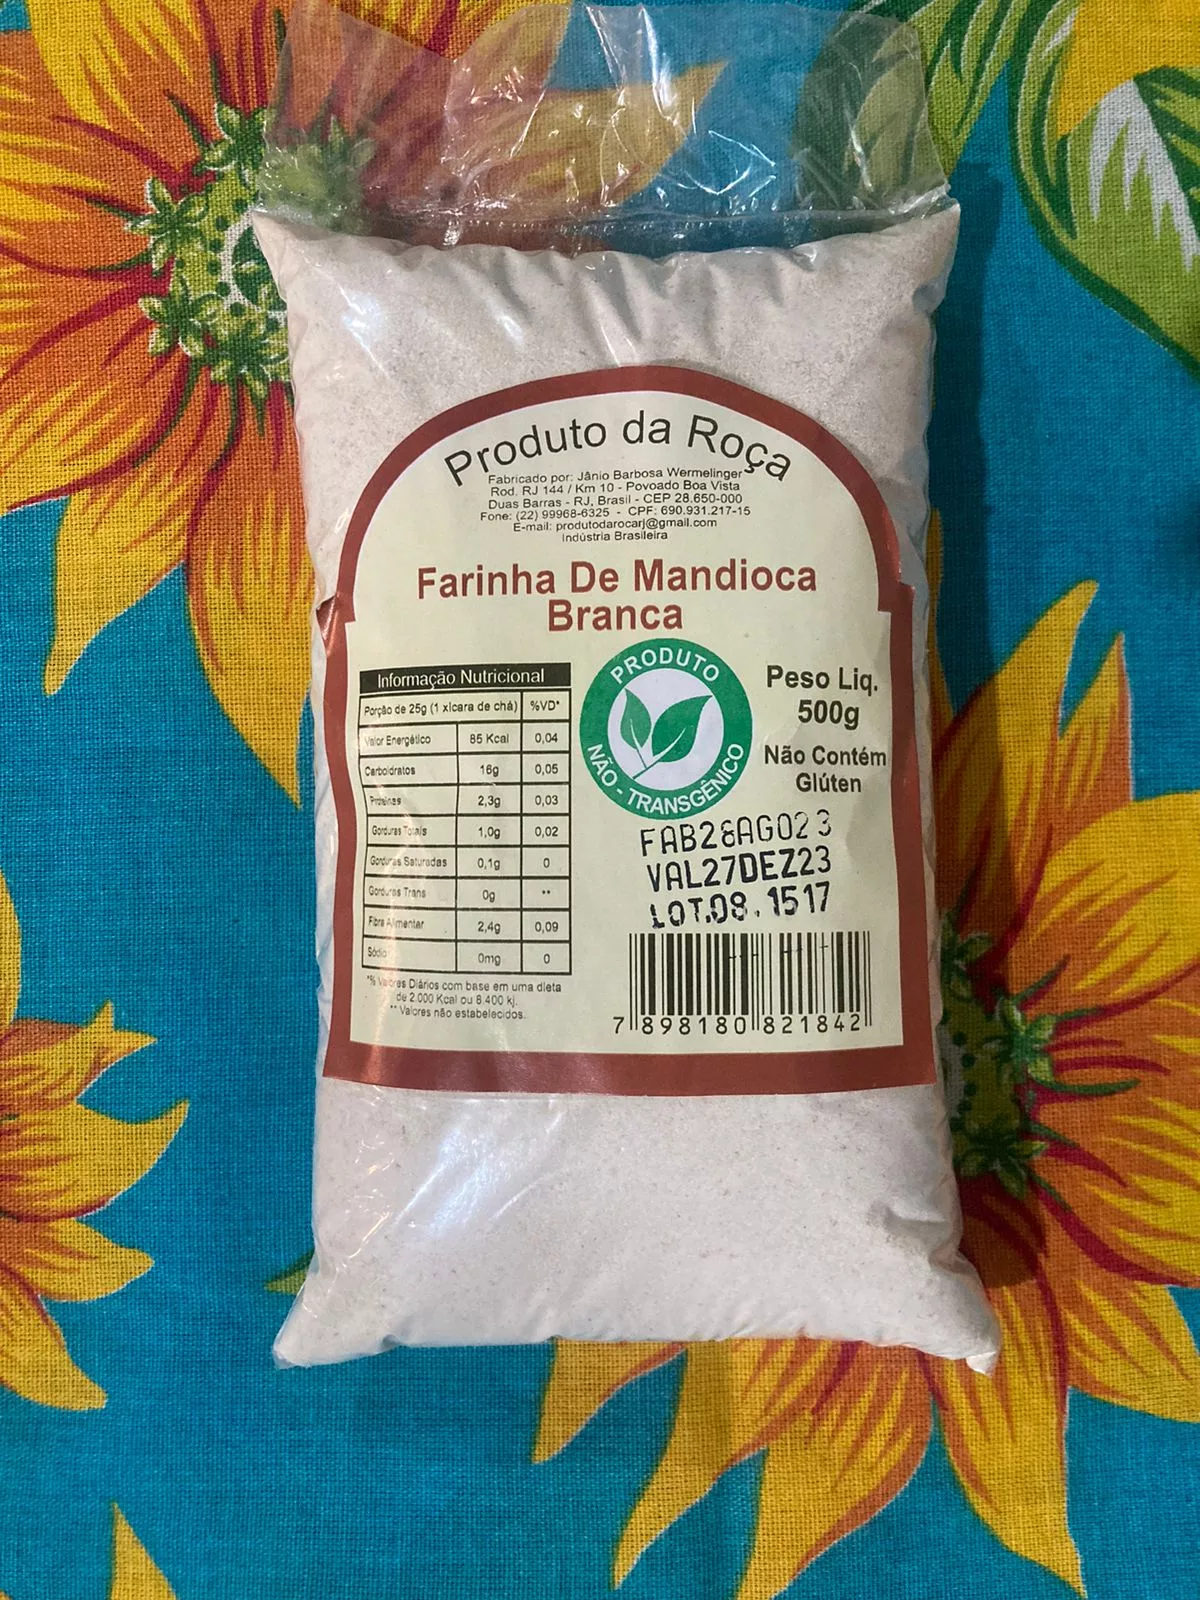 Produto da Roça
Fabricado por: Jânio Barbosa Wermelinger
Rod. RJ 144 / Km 10 - Povoado Boa Vista
Duas Barras - RJ, Brasil - CEP 28.650-000
Fone: (22) 99968-6325 - CPF: 690.931.217-15
E-mail: produtodarocarj@gmail.com
Indústria Brasileira
Farinha De Mandioca
Branca
Informação Nutricional
Porção de 25g (1 xícara de chá) %VD*
Valor Energético 85 Kcal 0,04
Carboidratos 16g 0,05
Proteínas 2,3g 0,03
Gorduras Totais 1,0g 0,02
Gorduras Saturadas 0,1g 0
Gorduras Trans 0g **
Fibra Alimentar 2,4g 0,09
Sódio 0mg 0
*% Valores Diários com base em uma dieta
de 2.000 Kcal ou 8.400 kj.
** Valores não estabelecidos.
PRODUTO
NÃO - TRANSGÊNICO
Peso Liq.
500g
Não Contém
Glúten
FAB26AGO23
VAL27DEZ23
LOT.08.1517
7 898180 821842